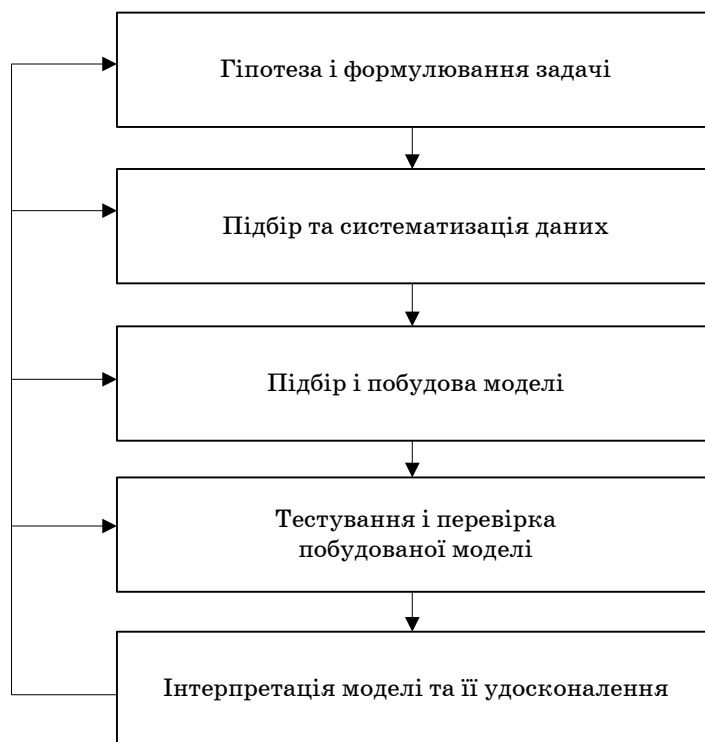 Гіпотеза і формулювання задачі
Підбір та систематизація даних
Підбір і побудова моделі
Тестування і перевірка
побудованої моделі
Інтерпретація моделі та її удосконалення